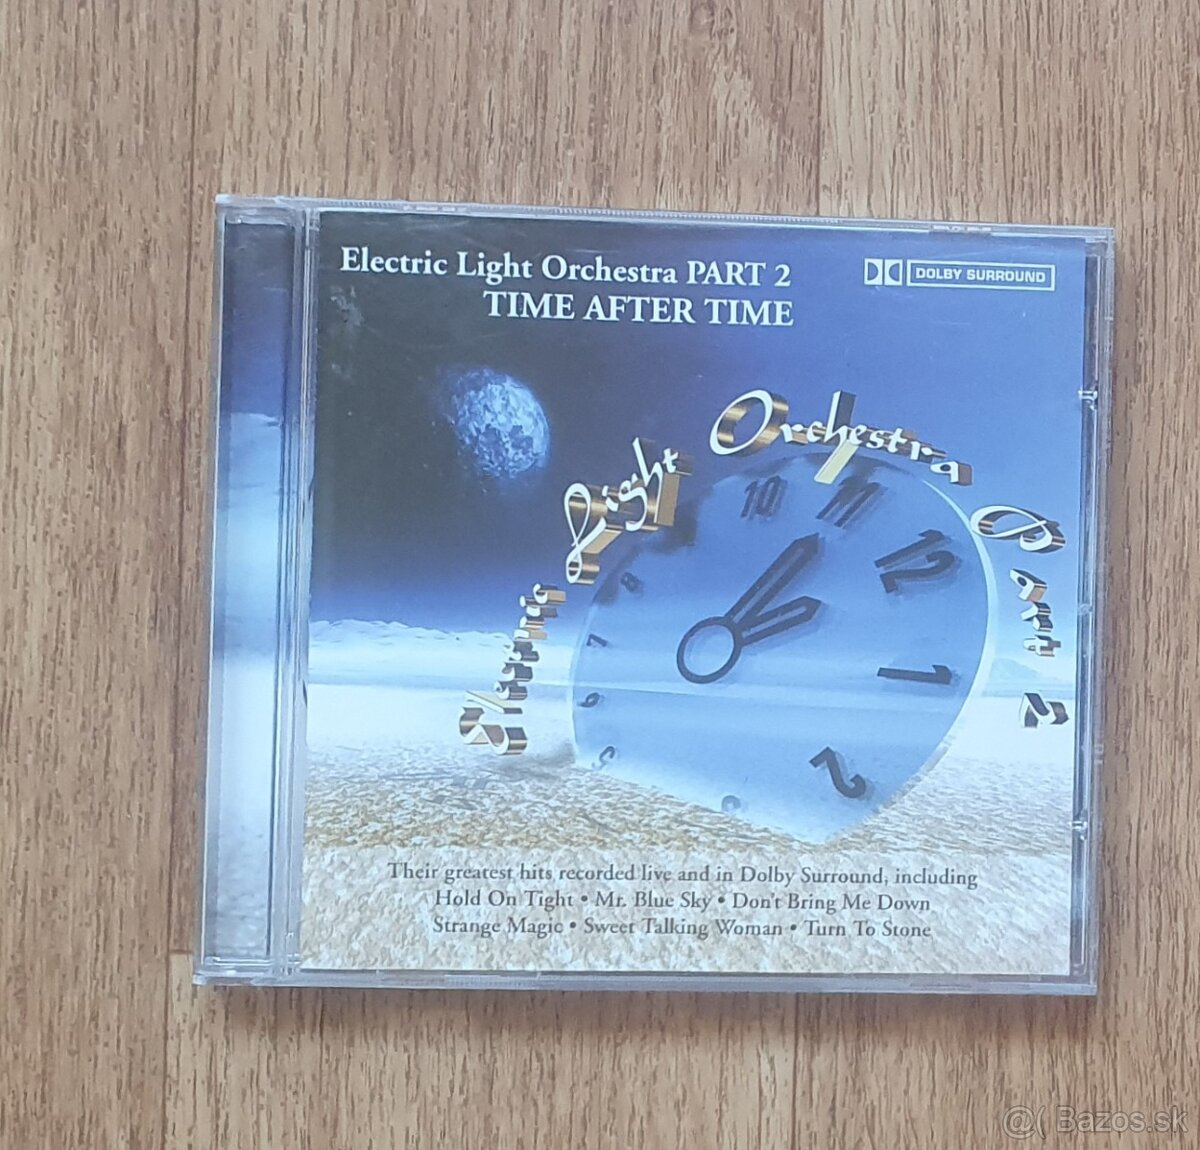 Electric Light Orchestra PART 2
TIME AFTER TIME
DOLBY SURROUND
Electric Light Orchestra Part 2
10
11
12
1
2
5
6
7
8
Their greatest hits recorded live and in Dolby Surround, including
Hold On Tight • Mr. Blue Sky • Don't Bring Me Down
Strange Magic • Sweet Talking Woman • Turn To Stone
@( Bazos.sk